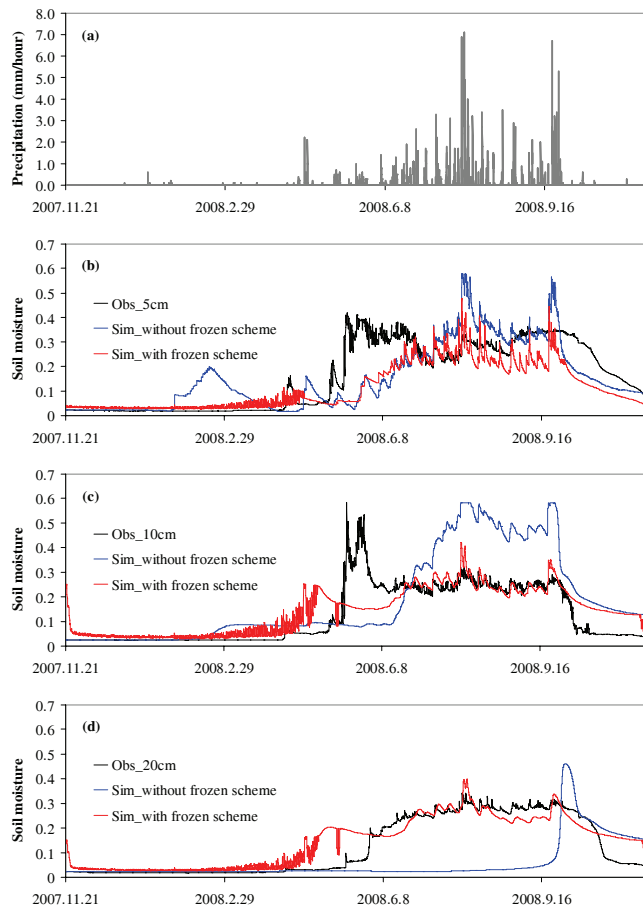 (a)
Precipitation (mm/hour)
8.0
7.0
6.0
5.0
4.0
3.0
2.0
1.0
0.0
2007.11.21 2008.2.29 2008.6.8 2008.9.16
(b)
Soil moisture
0.7
0.6
0.5
0.4
0.3
0.2
0.1
0
Obs_5cm
Sim_without frozen scheme
Sim_with frozen scheme
2007.11.21 2008.2.29 2008.6.8 2008.9.16
(c)
Soil moisture
0.7
0.6
0.5
0.4
0.3
0.2
0.1
0
Obs_10cm
Sim_without frozen scheme
Sim_with frozen scheme
2007.11.21 2008.2.29 2008.6.8 2008.9.16
(d)
Soil moisture
0.7
0.6
0.5
0.4
0.3
0.2
0.1
0
Obs_20cm
Sim_without frozen scheme
Sim_with frozen scheme
2007.11.21 2008.2.29 2008.6.8 2008.9.16